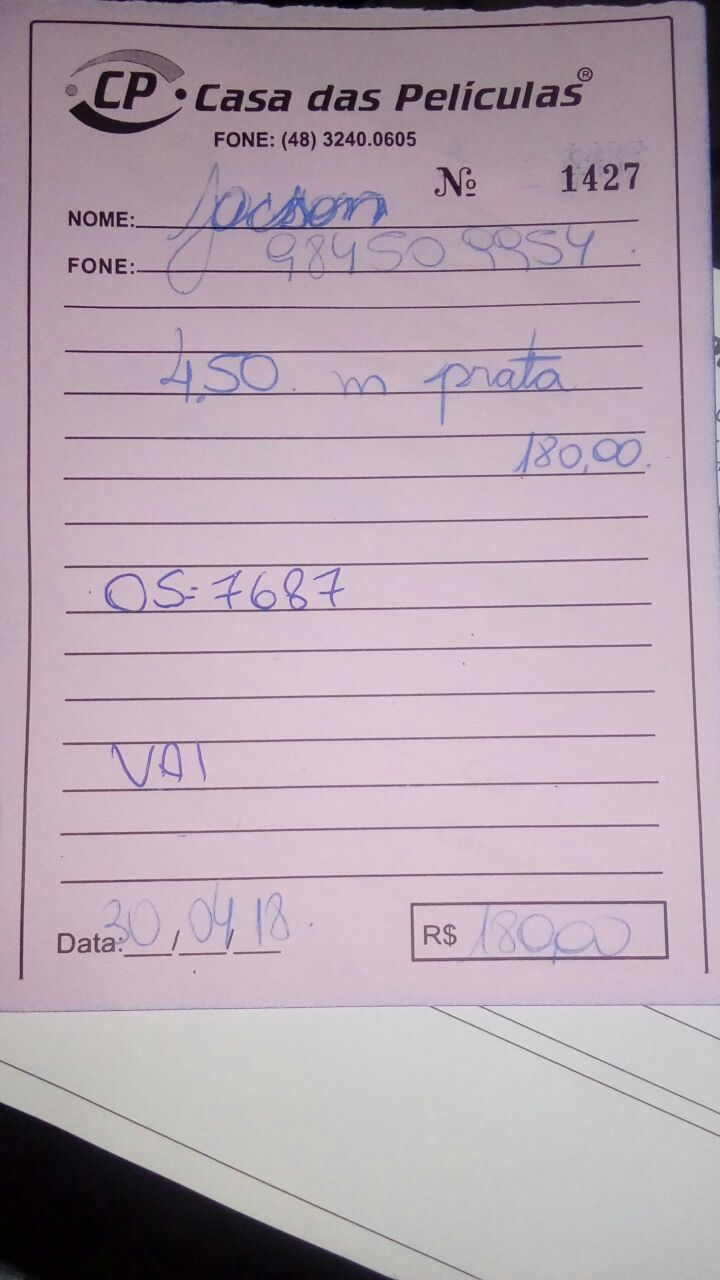 CP Casa das Películas®
FONE: (48) 3240.0605
Nº 1427
NOME: Jacson
FONE: 984509954
4.50 m prata
180,00.
OS=7687
VAI
Data: 30/04/18. R$ 180,00